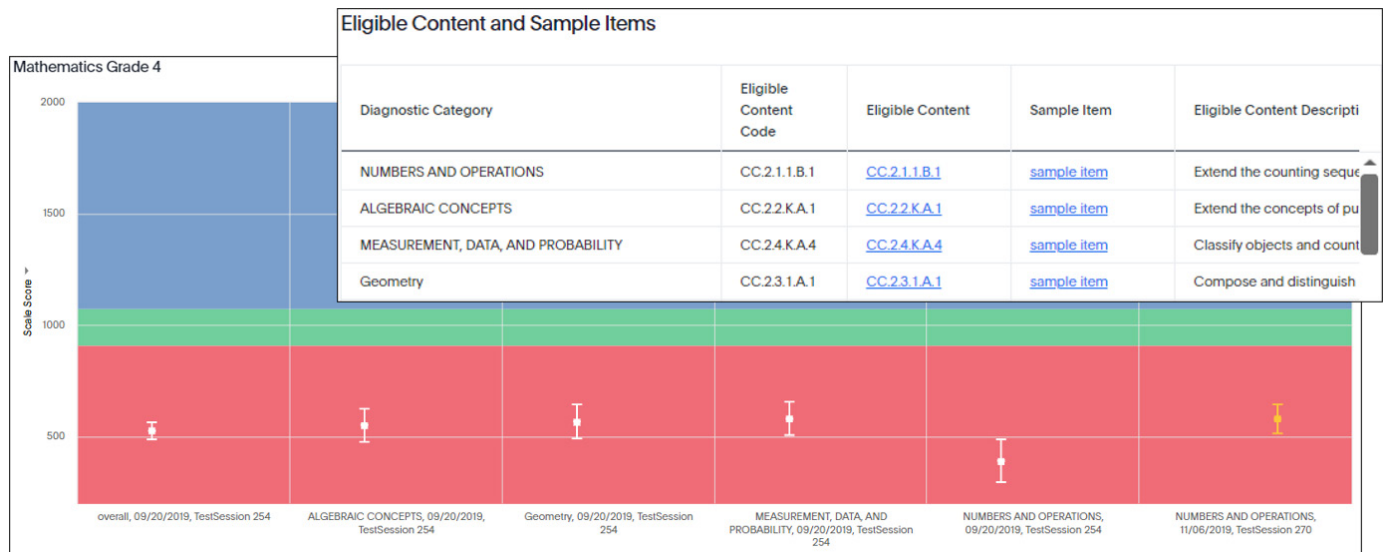 Eligible Content and Sample Items
Diagnostic Category
Eligible
Content
Code
Eligible Content
Sample Item
Eligible Content Descripti
NUMBERS AND OPERATIONS CC.2.1.1.B.1 CC.2.1.1.B.1 sample item Extend the counting seque
ALGEBRAIC CONCEPTS CC.2.2.K.A.1 CC.2.2.K.A.1 sample item Extend the concepts of pu
MEASUREMENT, DATA, AND PROBABILITY CC.2.4.K.A.4 CC.2.4.K.A.4 sample item Classify objects and count
Geometry CC.2.3.1.A.1 CC.2.3.1.A.1 sample item Compose and distinguish
Mathematics Grade 4
Scale Score
2000
1500
1000
500
overall, 09/20/2019, TestSession 254
ALGEBRAIC CONCEPTS, 09/20/2019,
TestSession 254
Geometry, 09/20/2019, TestSession
254
MEASUREMENT, DATA, AND
PROBABILITY, 09/20/2019, TestSession
254
NUMBERS AND OPERATIONS,
09/20/2019, TestSession 254
NUMBERS AND OPERATIONS,
11/06/2019, TestSession 270